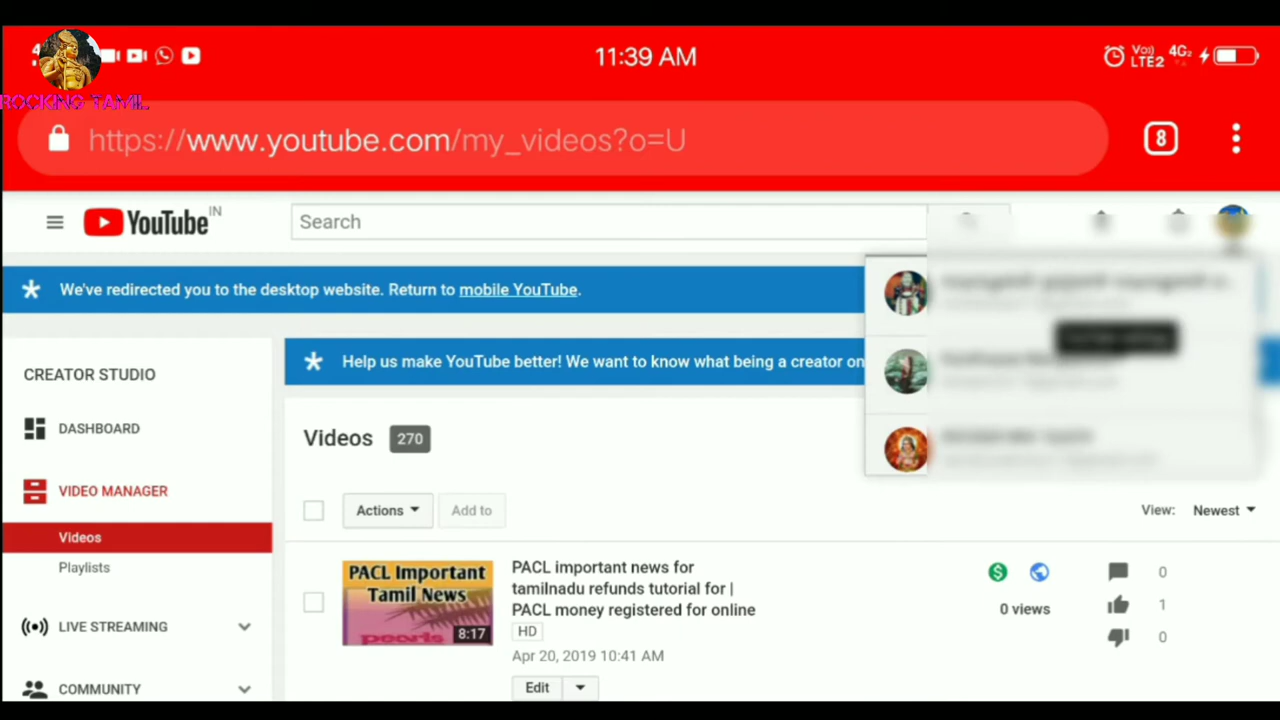 11:39 AM
Vo)) LTE2 4G2
ROCKING TAMIL
https://www.youtube.com/my_videos?o=U
8
YouTube IN
Search
We've redirected you to the desktop website. Return to mobile YouTube.
Help us make YouTube better! We want to know what being a creator on
CREATOR STUDIO
DASHBOARD
VIDEO MANAGER
Videos
Playlists
LIVE STREAMING
COMMUNITY
Videos 270
Actions
Add to
View: Newest
PACL Important
Tamil News
pearls
8:17
PACL important news for
tamilnadu refunds tutorial for |
PACL money registered for online
HD
Apr 20, 2019 10:41 AM
Edit
$
0 views
0
1
0